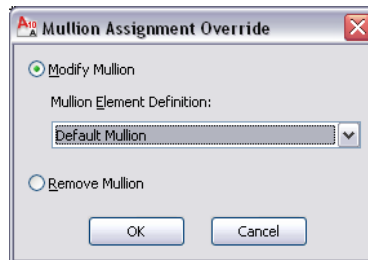 Mullion Assignment Override
Modify Mullion
Mullion Element Definition:
Default Mullion
Remove Mullion
OK
Cancel